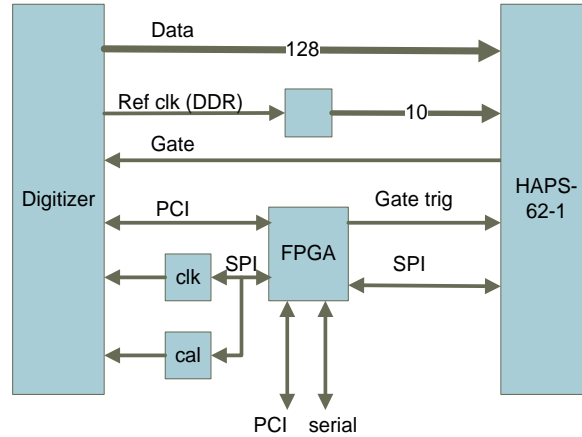 Data
128
Ref clk (DDR)
10
Gate
Digitizer
HAPS-
62-1
PCI
Gate trig
FPGA
clk
SPI
SPI
cal
PCI
serial